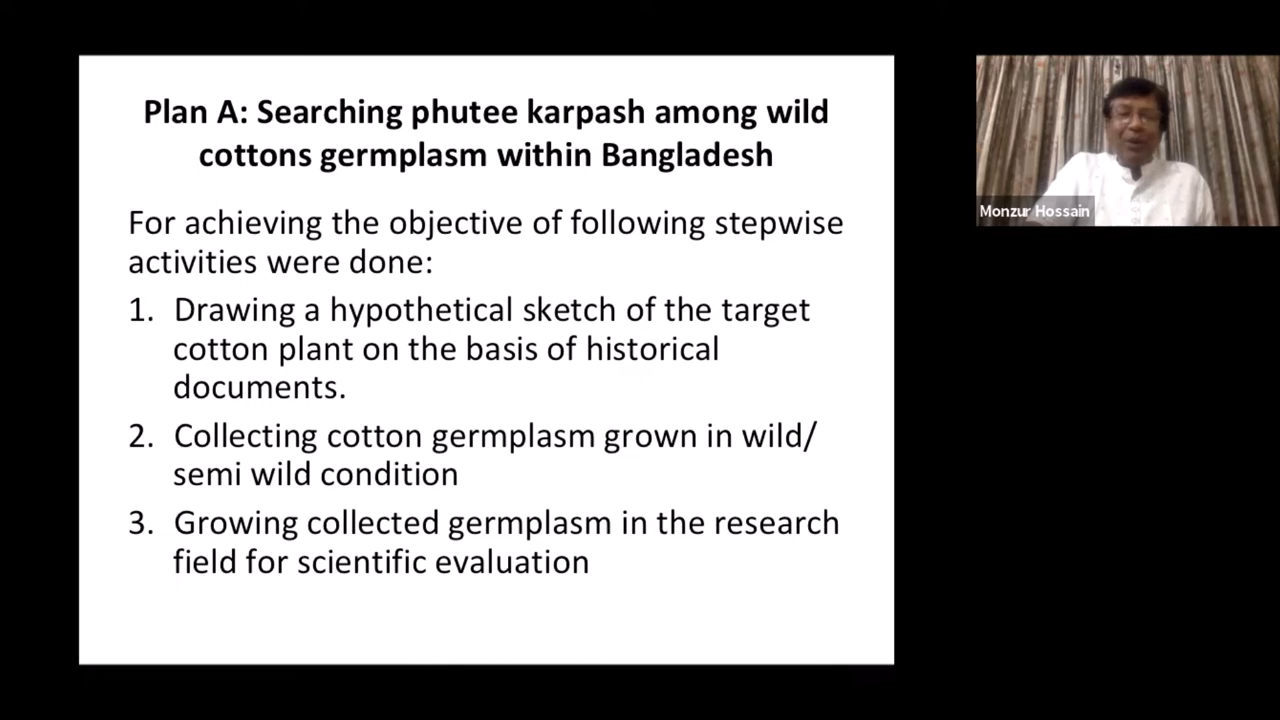 Plan A: Searching phutee karpash among wild
cottons germplasm within Bangladesh
For achieving the objective of following stepwise
activities were done:
1. Drawing a hypothetical sketch of the target
cotton plant on the basis of historical
documents.
2. Collecting cotton germplasm grown in wild/
semi wild condition
3. Growing collected germplasm in the research
field for scientific evaluation
Monzur Hossain